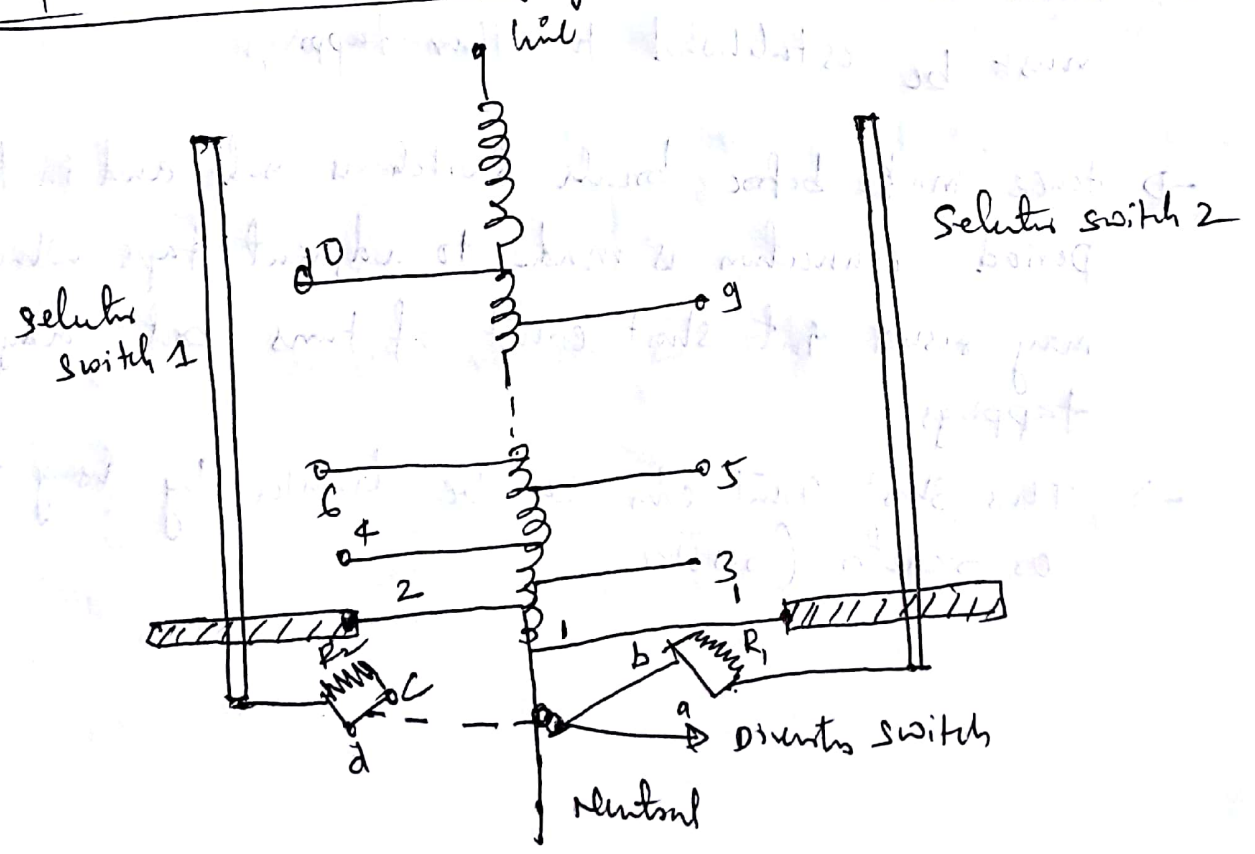 line
10
9
Selector
switch 1
Selector switch 2
6
5
4
3
2
1
1
R2
b
R1
C
a
Diverter switch
d
Neutral